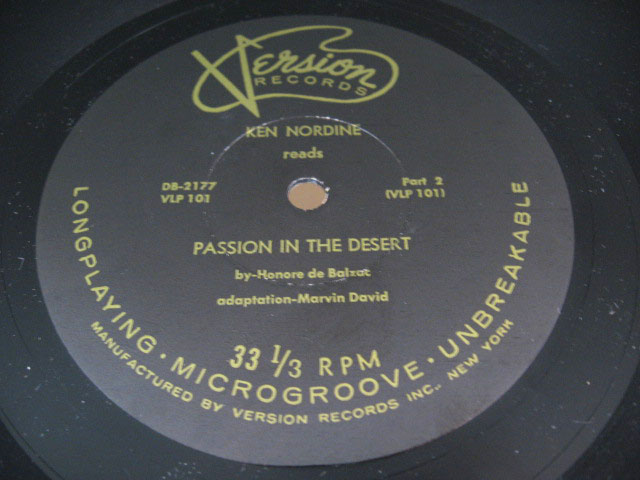 Version
RECORDS
KEN NORDINE
reads
DB-2177
VLP 101
Part 2
(VLP 101)
PASSION IN THE DESERT
by-Honore de Balzac
adaptation-Marvin David
33 1/3 RPM
LONGPLAYING • MICROGROOVE • UNBREAKABLE
MANUFACTURED BY VERSION RECORDS INC., NEW YORK